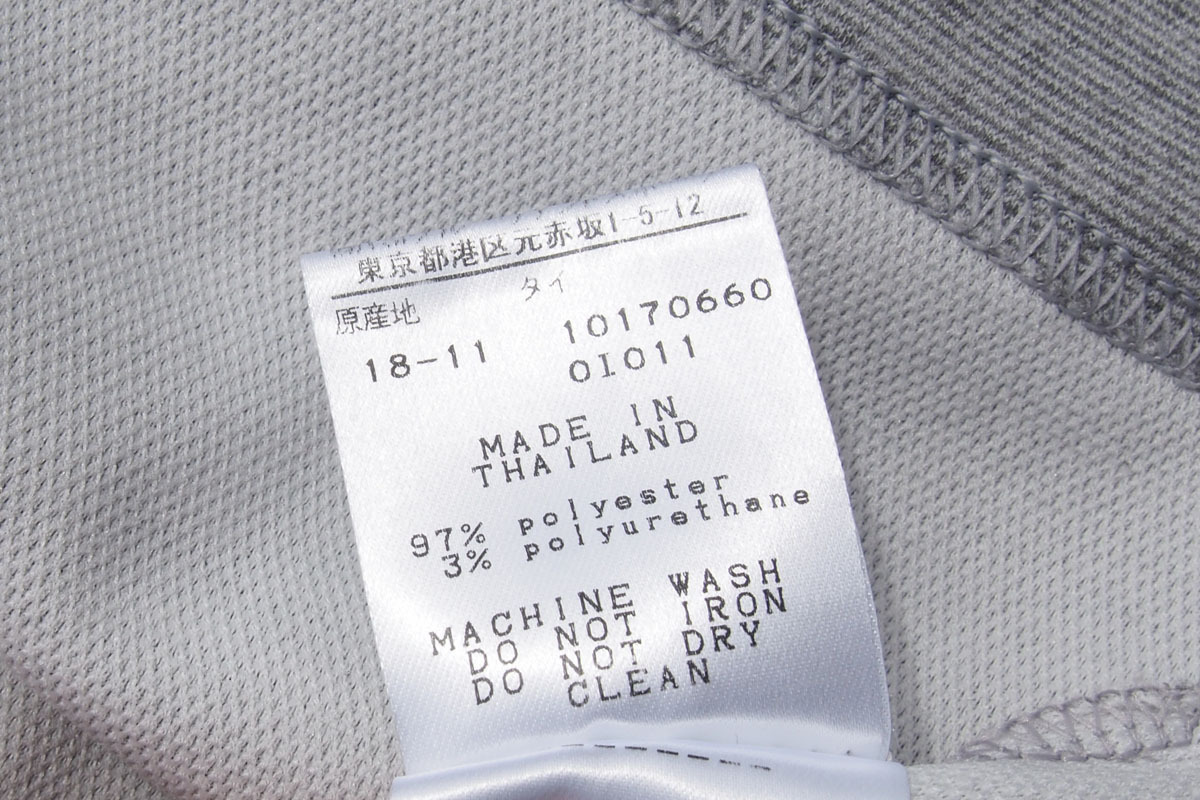 東京都港区元赤坂1-5-12
原産地 タイ
18-11 10170660
01011
MADE IN
THAILAND
97% polyester
3% polyurethane
MACHINE WASH
DO NOT IRON
DO NOT DRY
CLEAN